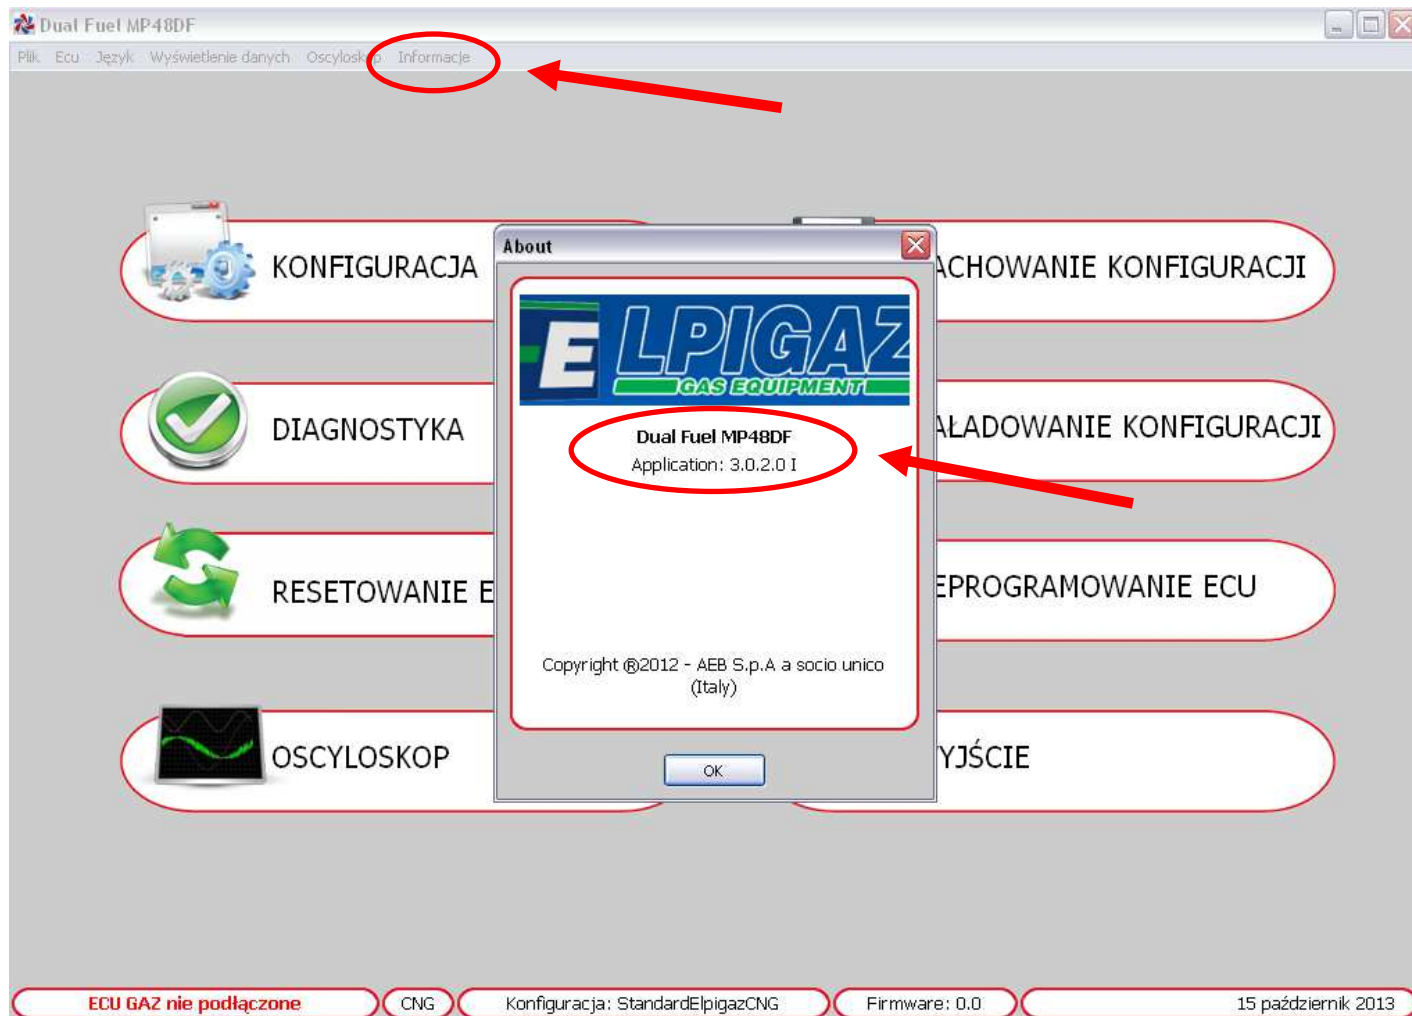 Dual Fuel MP48DF
Plik Ecu Język Wyświetlenie danych Oscyloskop Informacje
KONFIGURACJA
ACHOWANIE KONFIGURACJI
DIAGNOSTYKA
AŁADOWANIE KONFIGURACJI
RESETOWANIE E
EPROGRAMOWANIE ECU
OSCYLOSKOP
YJŚCIE
About
ELPIGAZ
GAS EQUIPMENT
Dual Fuel MP48DF
Application: 3.0.2.0 I
Copyright ®2012 - AEB S.p.A a socio unico
(Italy)
OK
ECU GAZ nie podłączone CNG Konfiguracja: StandardElpigazCNG Firmware: 0.0 15 październik 2013